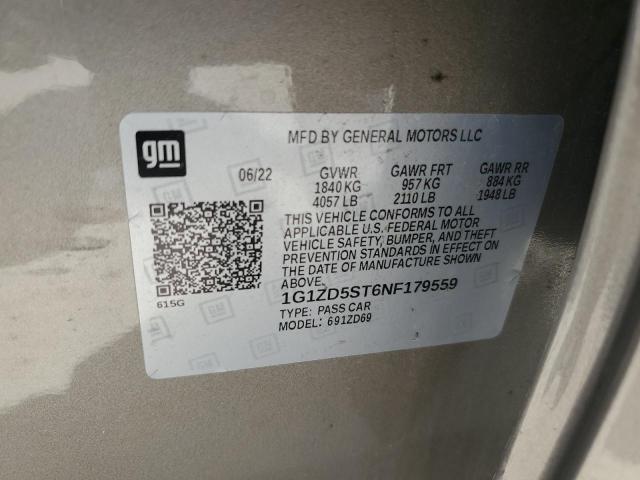 gm
MFD BY GENERAL MOTORS LLC
06/22 GVWR GAWR FRT GAWR RR
1840 KG 957 KG 884 KG
4057 LB 2110 LB 1948 LB
THIS VEHICLE CONFORMS TO ALL
APPLICABLE U.S. FEDERAL MOTOR
VEHICLE SAFETY, BUMPER, AND THEFT
PREVENTION STANDARDS IN EFFECT ON
THE DATE OF MANUFACTURE SHOWN
ABOVE.
615G
1G1ZD5ST6NF179559
TYPE: PASS CAR
MODEL: 691ZD69